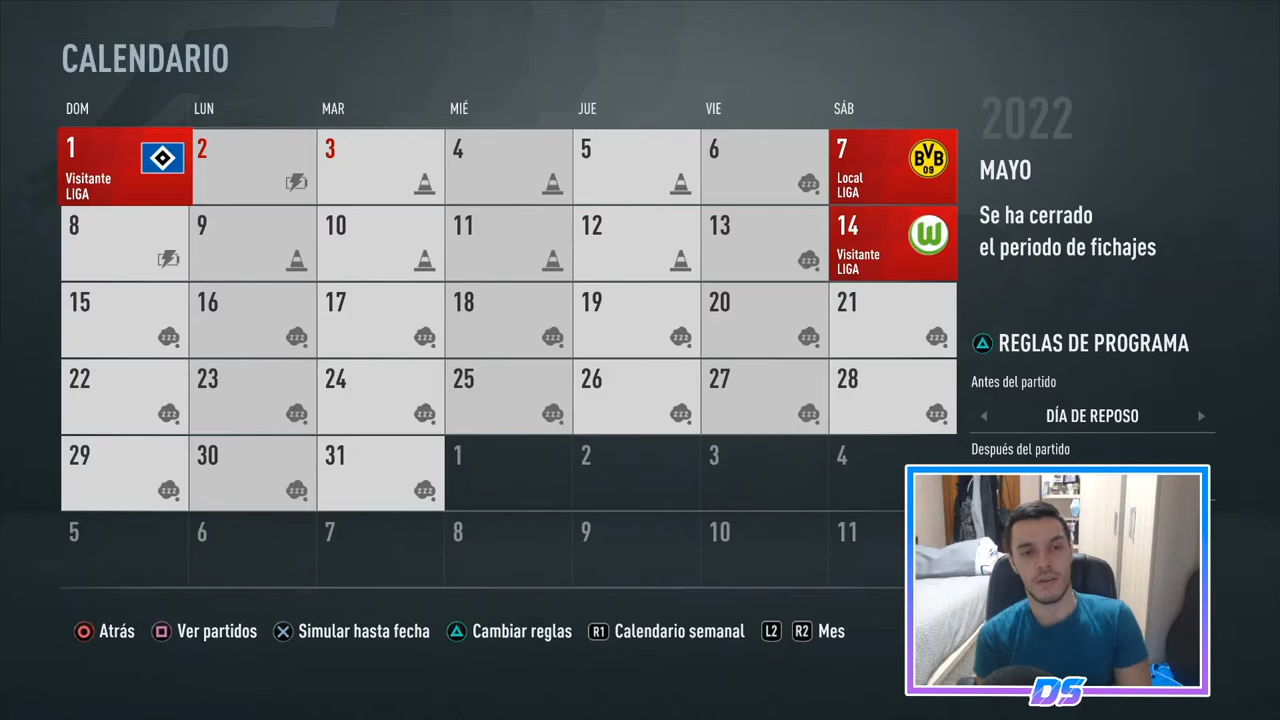 CALENDARIO
DOM LUN MAR MIÉ JUE VIE SÁB
1 2 3 4 5 6 7
Visitante
LIGA
BVB
09
Local
LIGA
8 9 10 11 12 13 14
W
Visitante
LIGA
15 16 17 18 19 20 21
22 23 24 25 26 27 28
29 30 31 1 2 3 4
5 6 7 8 9 10 11
zzz
2022
MAYO
Se ha cerrado
el periodo de fichajes
REGLAS DE PROGRAMA
Antes del partido
DÍA DE REPOSO
Después del partido
Atrás Ver partidos Simular hasta fecha Cambiar reglas R1 Calendario semanal L2 R2 Mes
DS